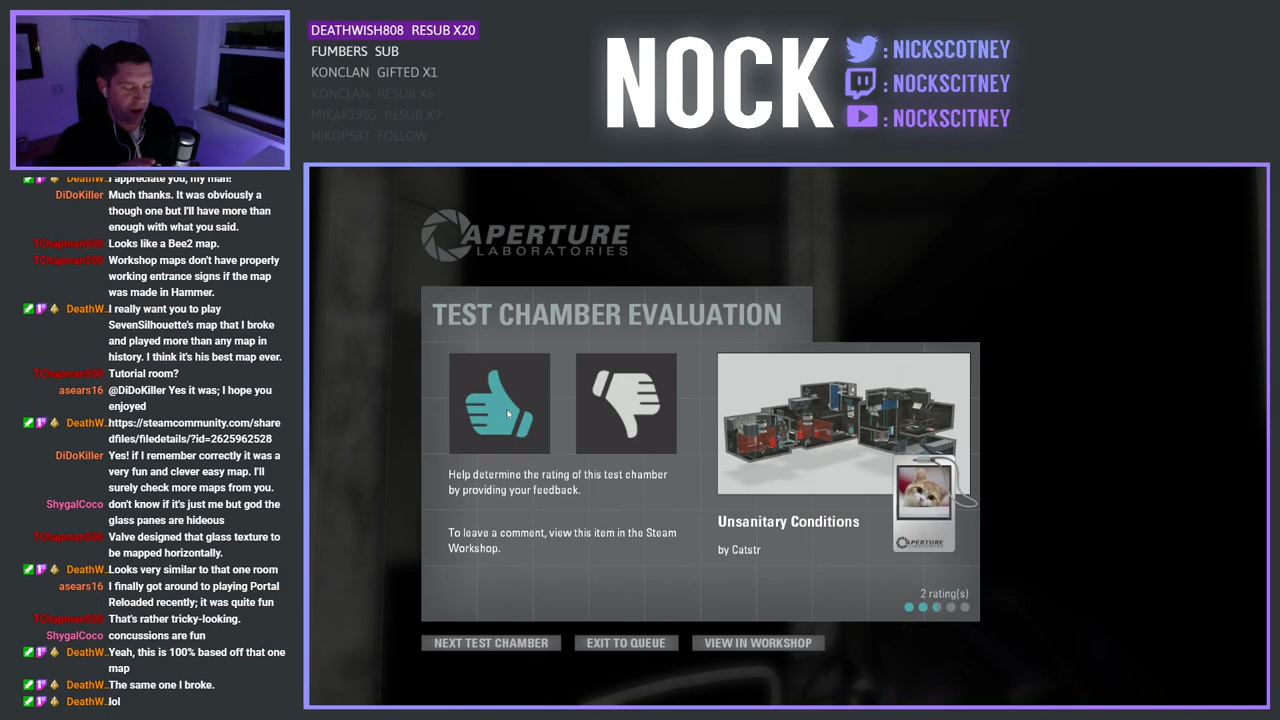 DEATHWISH808 RESUB X20
FUMBERS SUB
KONCLAN GIFTED X1
KONCLAN RESUB X6
MIKAK1985 RESUB X9
NIKOP587 FOLLOW
NOCK
: NICKSCOTNEY
: NOCKSCITNEY
: NOCKSCITNEY
DeathW.. I appreciate you, my man!
DiDoKiller Much thanks. It was obviously a
though one but I'll have more than
enough with what you said.
TChapman500 Looks like a Bee2 map.
TChapman500 Workshop maps don't have properly
working entrance signs if the map
was made in Hammer.
DeathW.. I really want you to play
SevenSilhouette's map that I broke
and played more than any map in
history. I think it's his best map ever.
TChapman500 Tutorial room?
asears16 @DiDoKiller Yes it was; I hope you
enjoyed
DeathW.. https://steamcommunity.com/share
dfiles/filedetails/?id=2625962528
DiDoKiller Yes! if I remember correctly it was a
very fun and clever easy map. I'll
surely check more maps from you.
ShygalCoco don't know if it's just me but god the
glass panes are hideous
TChapman500 Valve designed that glass texture to
be mapped horizontally.
DeathW.. Looks very similar to that one room
asears16 I finally got around to playing Portal
Reloaded recently; it was quite fun
TChapman500 That's rather tricky-looking.
ShygalCoco concussions are fun
DeathW.. Yeah, this is 100% based off that one
map
DeathW.. The same one I broke.
DeathW.. lol
APERTURE
LABORATORIES
TEST CHAMBER EVALUATION
Help determine the rating of this test chamber
by providing your feedback.
To leave a comment, view this item in the Steam
Workshop.
Unsanitary Conditions
by Catstr
APERTURE
2 rating(s)
NEXT TEST CHAMBER
EXIT TO QUEUE
VIEW IN WORKSHOP